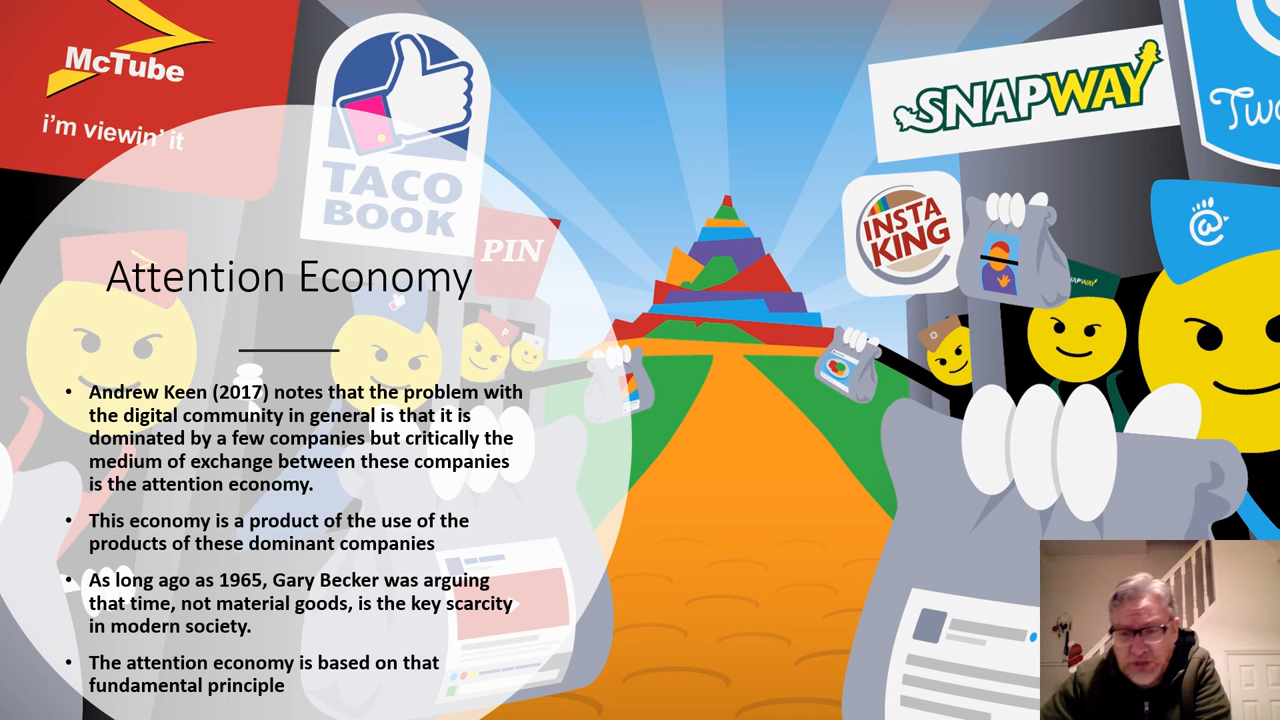 McTube
i'm viewin' it
TACO
BOOK
PIN
SNAPWAY
INSTA
KING
@
Attention Economy
• Andrew Keen (2017) notes that the problem with
the digital community in general is that it is
dominated by a few companies but critically the
medium of exchange between these companies
is the attention economy.
• This economy is a product of the use of the
products of these dominant companies
• As long ago as 1965, Gary Becker was arguing
that time, not material goods, is the key scarcity
in modern society.
• The attention economy is based on that
fundamental principle